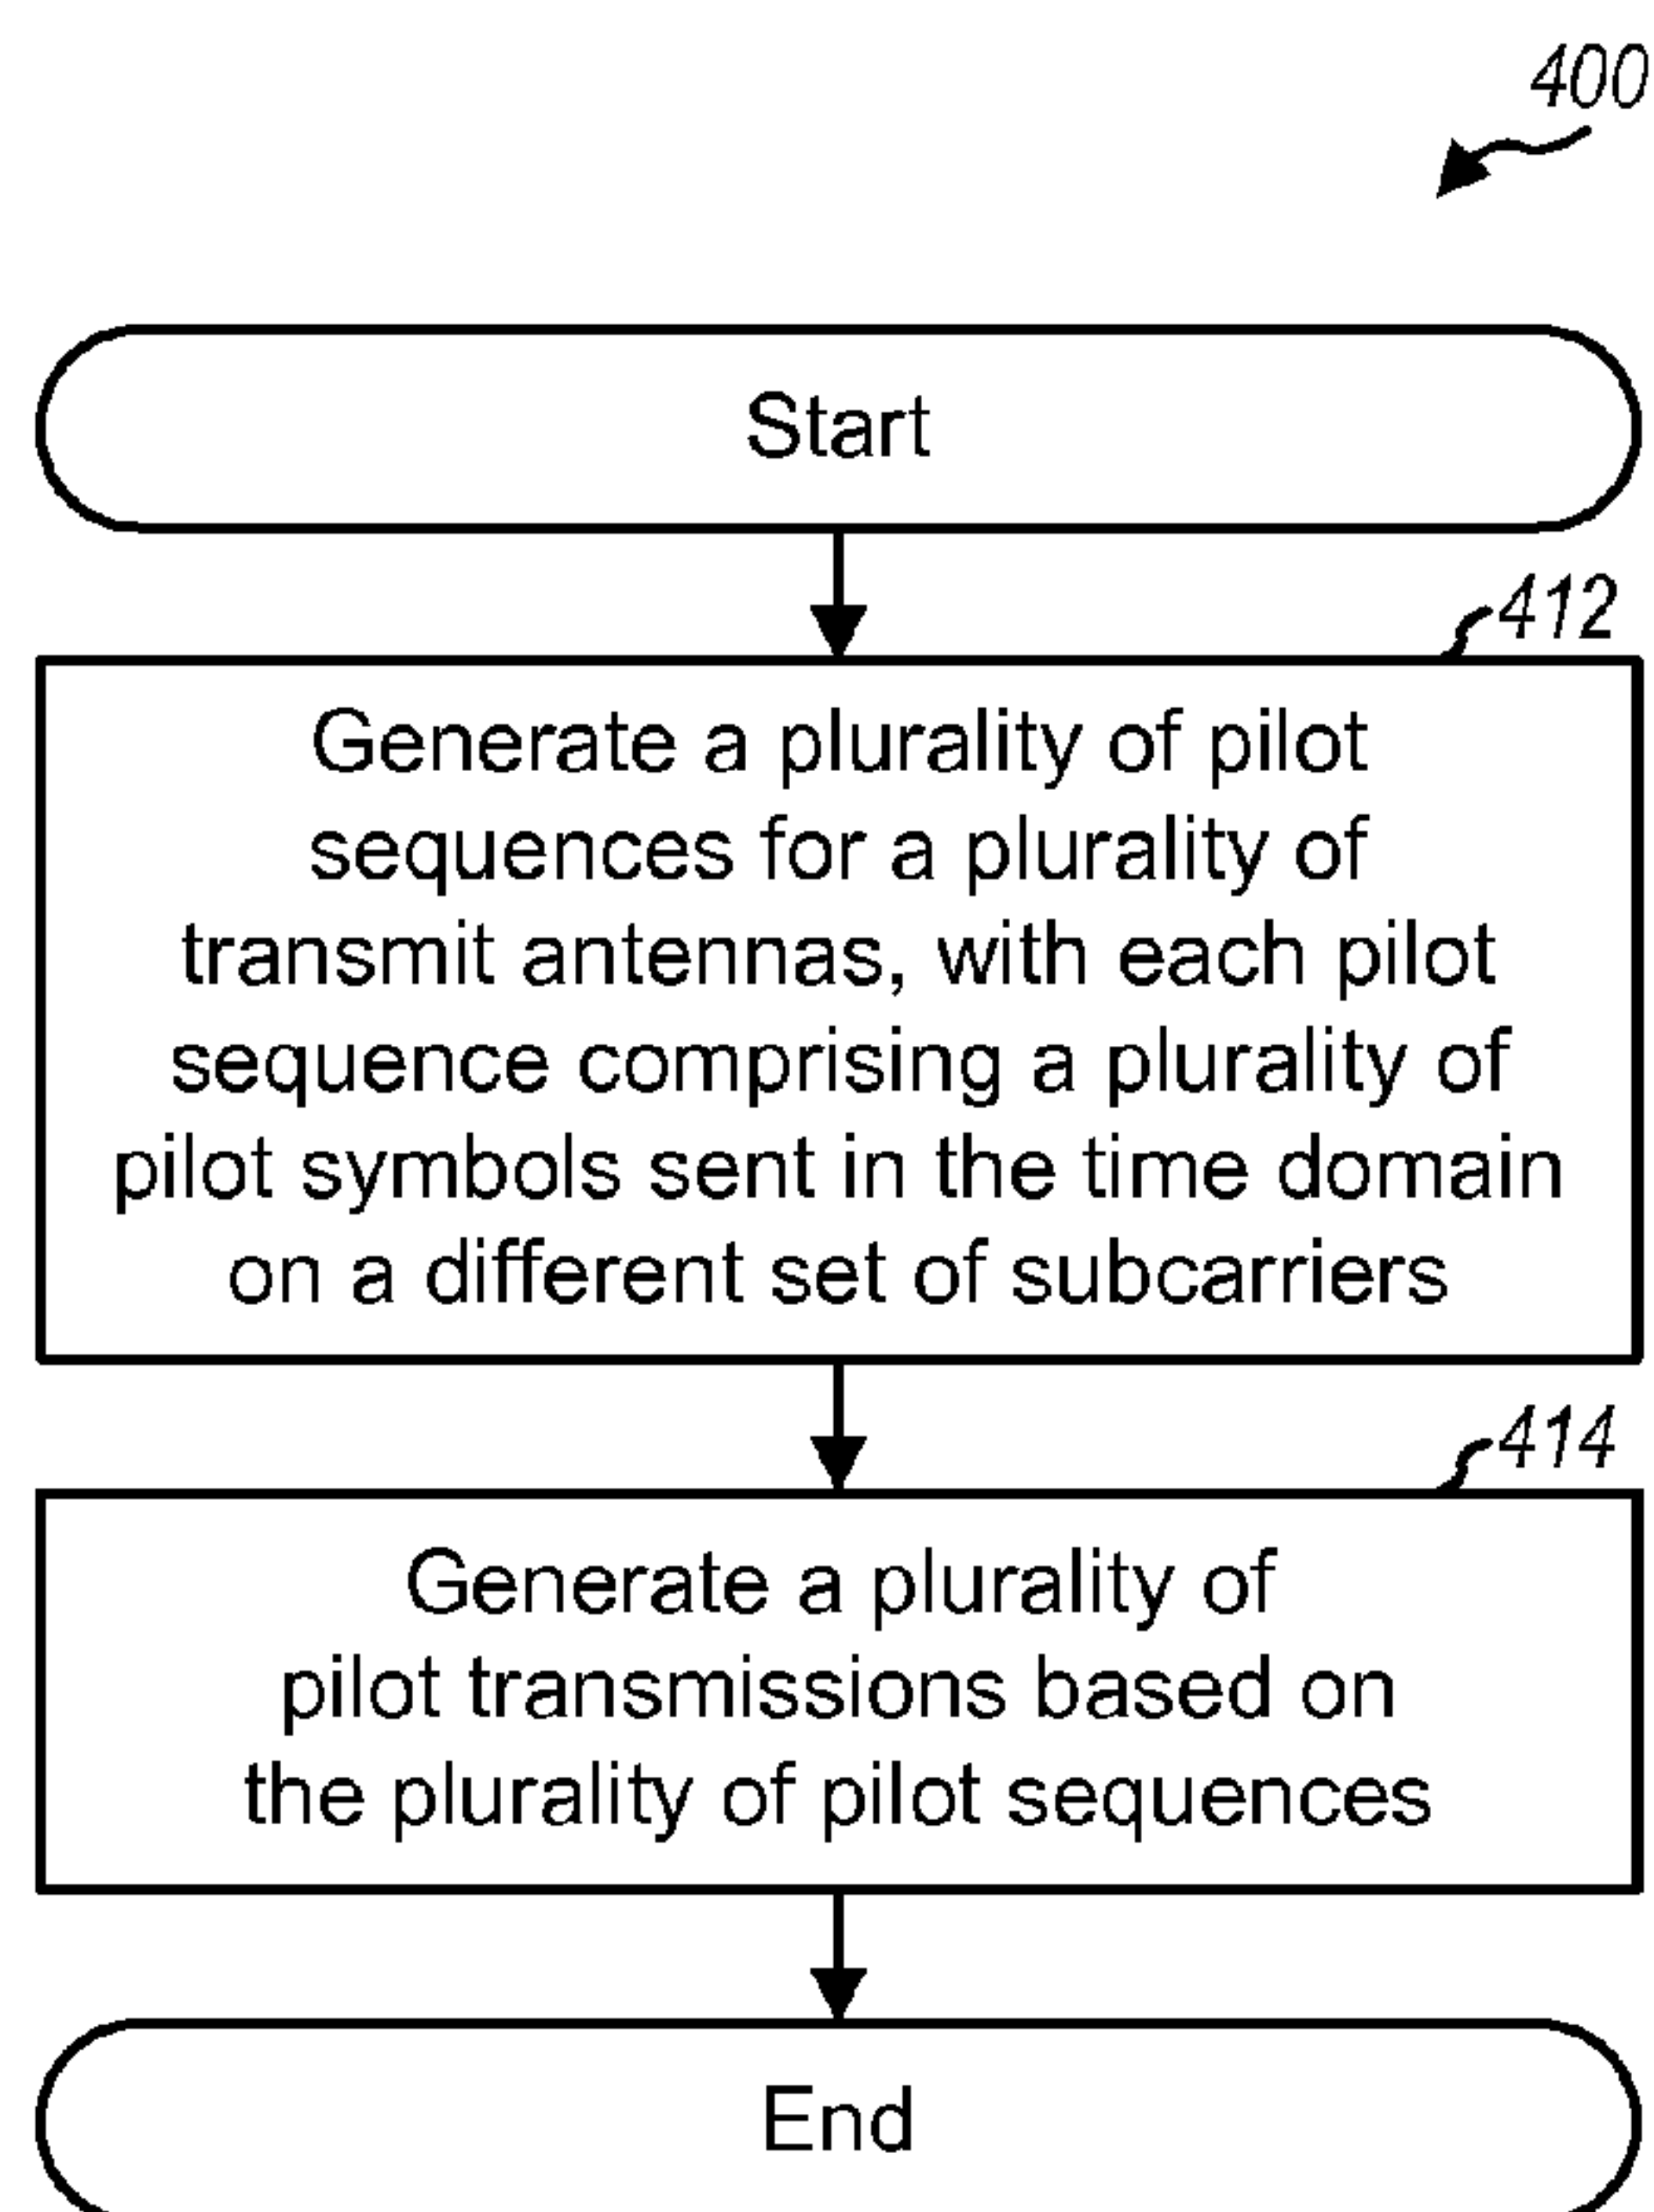 400
Start
412
Generate a plurality of pilot
sequences for a plurality of
transmit antennas, with each pilot
sequence comprising a plurality of
pilot symbols sent in the time domain
on a different set of subcarriers
414
Generate a plurality of
pilot transmissions based on
the plurality of pilot sequences
End